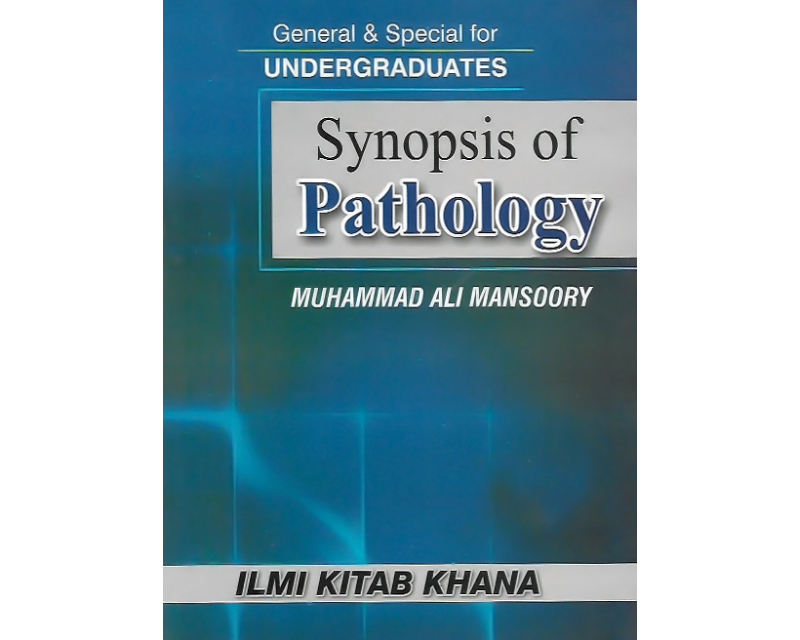 General & Special for
UNDERGRADUATES
Synopsis of
Pathology
MUHAMMAD ALI MANSOORY
ILMI KITAB KHANA